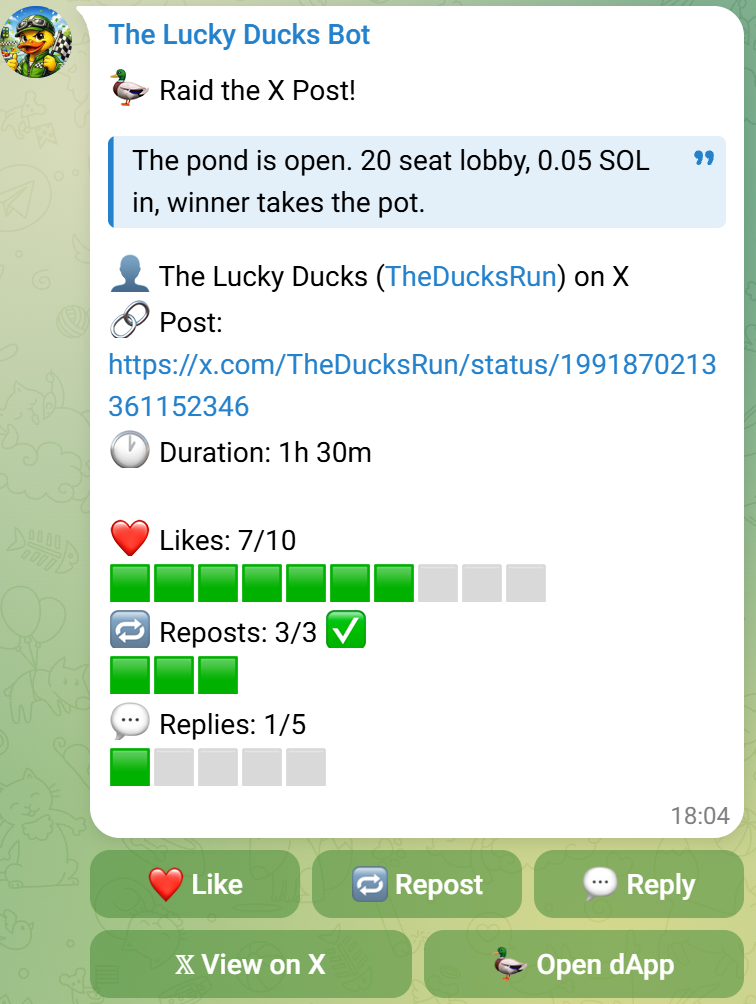 The Lucky Ducks Bot
🦆 Raid the X Post!
The pond is open. 20 seat lobby, 0.05 SOL
in, winner takes the pot.
👤 The Lucky Ducks (TheDucksRun) on X
🔗 Post:
https://x.com/TheDucksRun/status/1991870213
361152346
🕐 Duration: 1h 30m
❤️ Likes: 7/10
🔁 Reposts: 3/3 ✅
💬 Replies: 1/5
18:04
❤️ Like 🔁 Repost 💬 Reply
𝕏 View on X 🦆 Open dApp